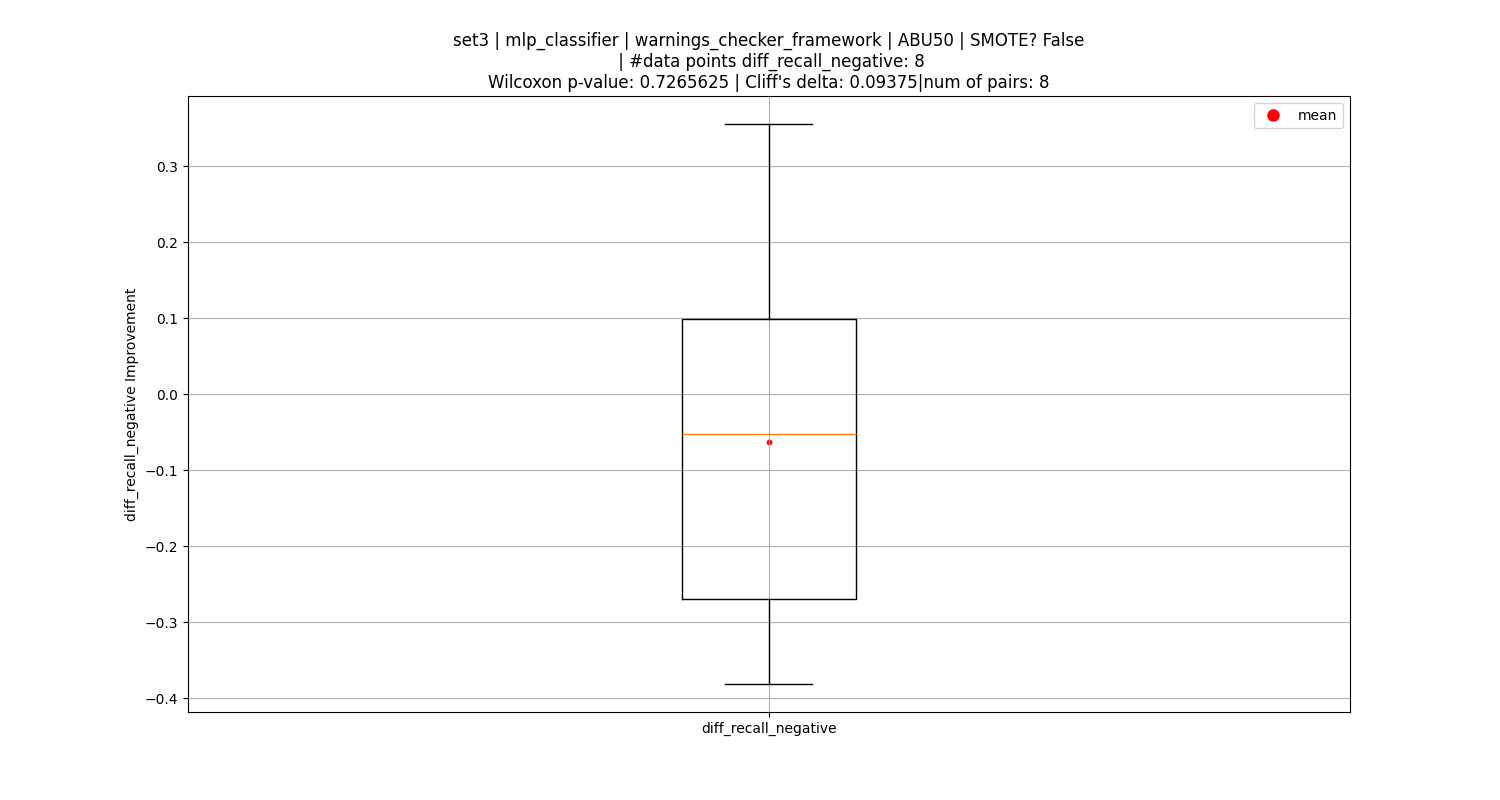 set3 | mlp_classifier | warnings_checker_framework | ABU50 | SMOTE? False
| #data points diff_recall_negative: 8
Wilcoxon p-value: 0.7265625 | Cliff's delta: 0.09375|num of pairs: 8
mean
0.3
0.2
0.1
0.0
−0.1
−0.2
−0.3
−0.4
diff_recall_negative Improvement
diff_recall_negative